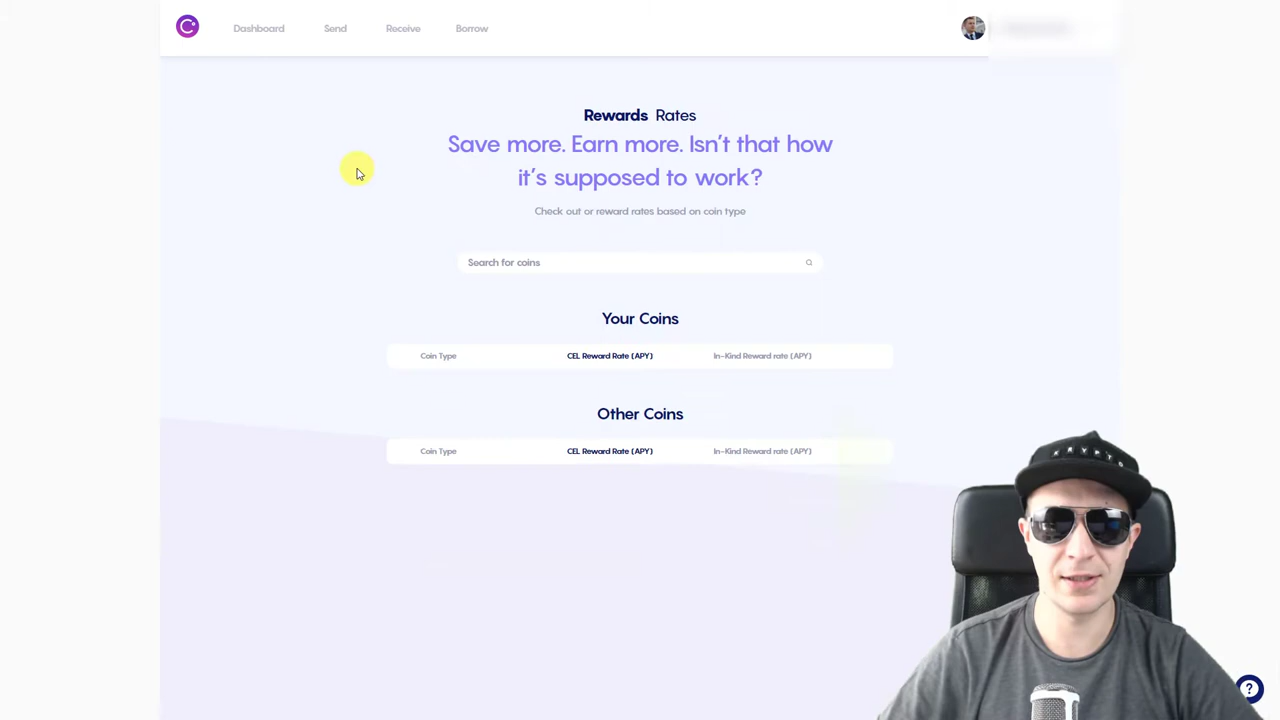 Dashboard Send Receive Borrow
Rewards Rates
Save more. Earn more. Isn't that how
it's supposed to work?
Check out or reward rates based on coin type
Search for coins
Your Coins
Coin Type CEL Reward Rate (APY) In-Kind Reward rate (APY)
Other Coins
Coin Type CEL Reward Rate (APY) In-Kind Reward rate (APY)
KRYPTO
?